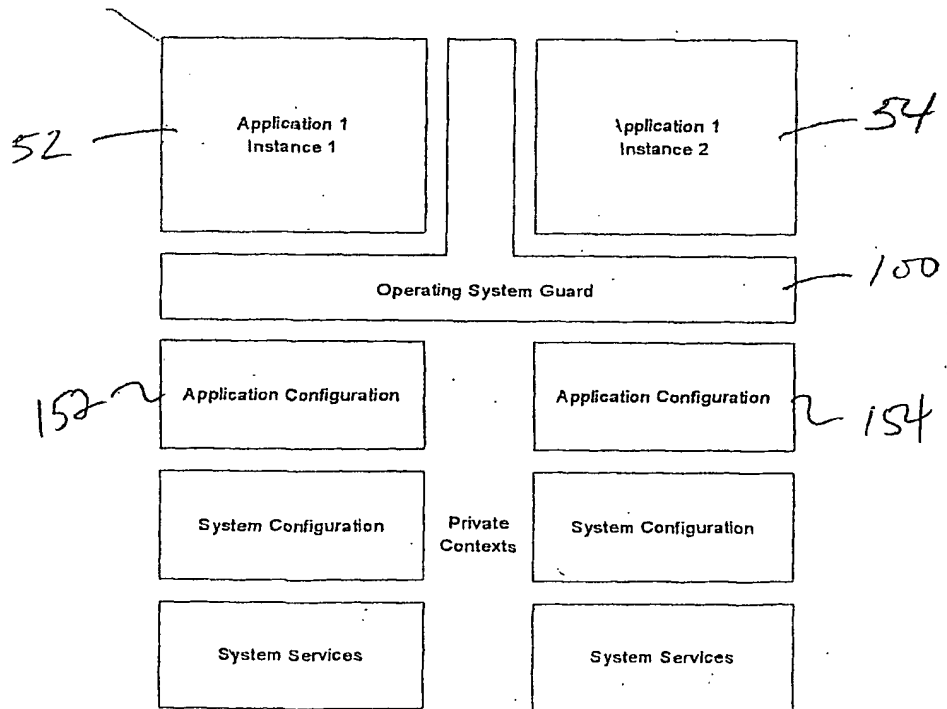 Application 1
Instance 1
Application 1
Instance 2
52
54
Operating System Guard
100
Application Configuration
Application Configuration
152
154
System Configuration
Private
Contexts
System Configuration
System Services
System Services